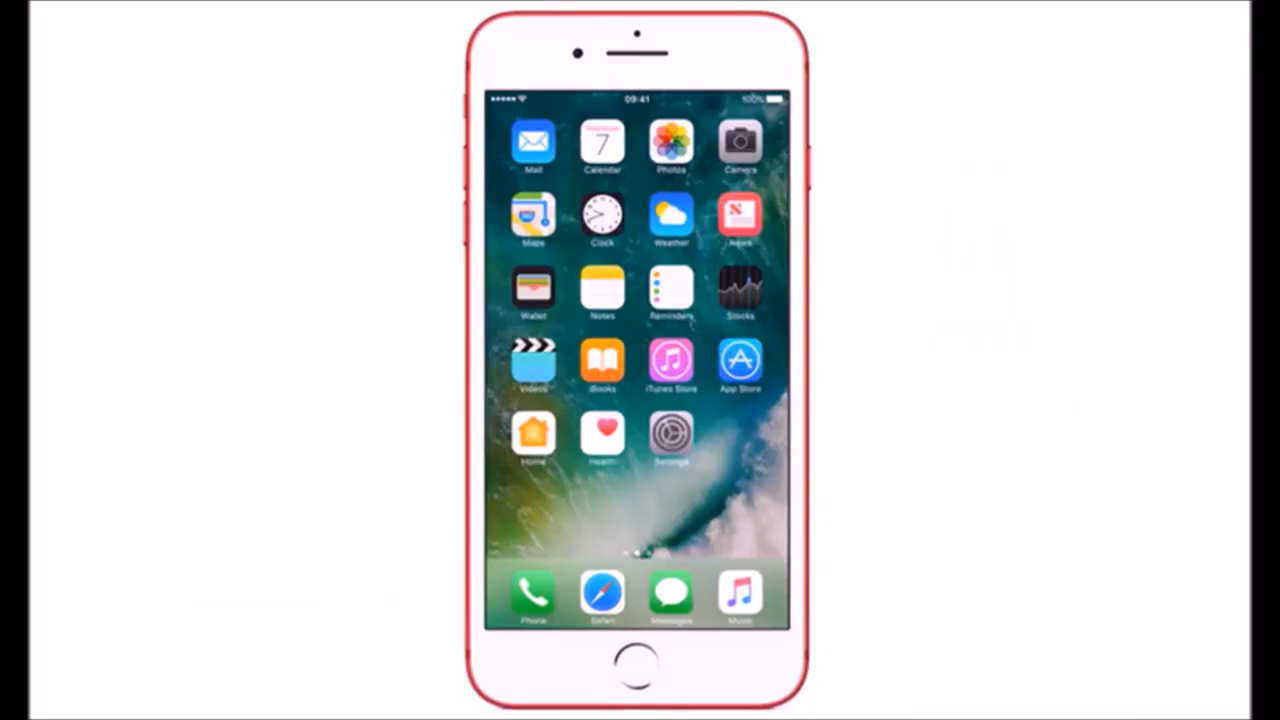 09:41 100%
7
Mail Calendar Photos Camera
Maps Clock Weather News
Wallet Notes Reminders Stocks
Videos iBooks iTunes Store App Store
Home Health Settings
Phone Safari Messages Music